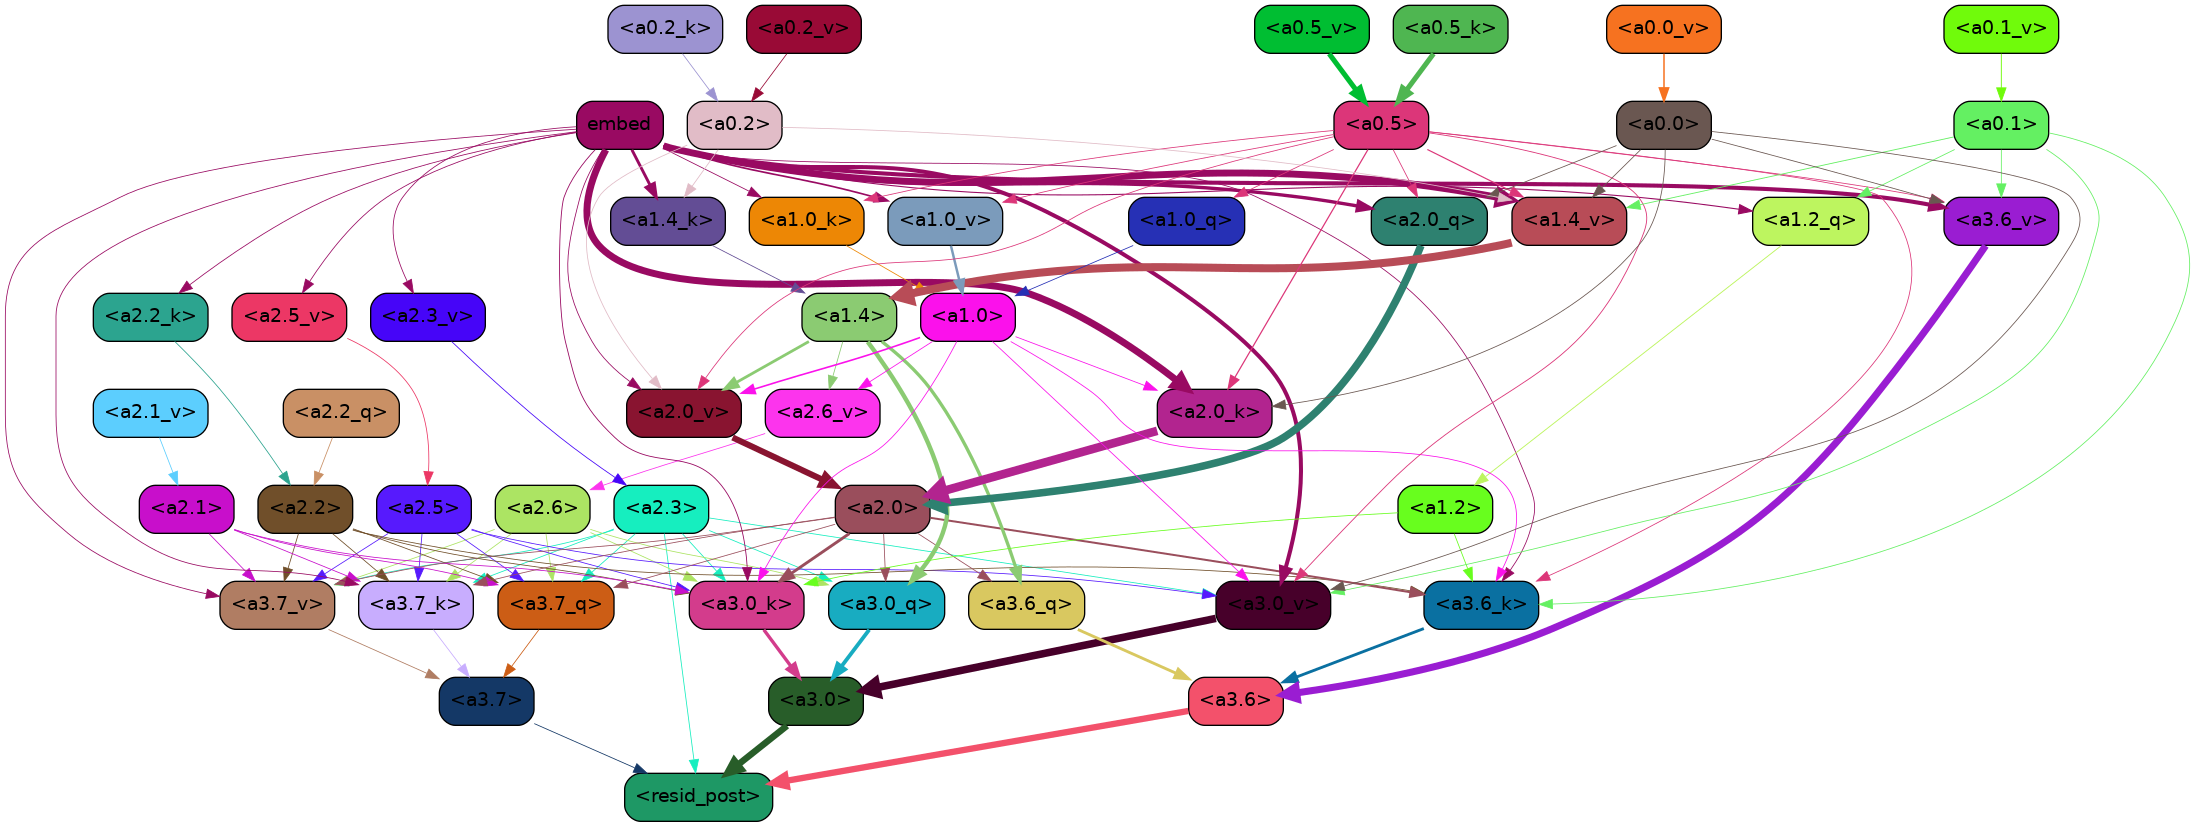 <a0.2_k>
<a0.2_v>
<a0.5_v>
<a0.5_k>
<a0.0_v>
<a0.1_v>
embed
<a0.2>
<a0.5>
<a0.0>
<a0.1>
<a1.4_k>
<a1.0_k>
<a1.0_v>
<a1.0_q>
<a2.0_q>
<a1.4_v>
<a1.2_q>
<a3.6_v>
<a2.2_k>
<a2.5_v>
<a2.3_v>
<a1.4>
<a1.0>
<a2.1_v>
<a2.2_q>
<a2.0_v>
<a2.6_v>
<a2.0_k>
<a2.1>
<a2.2>
<a2.5>
<a2.6>
<a2.3>
<a2.0>
<a1.2>
<a3.7_v>
<a3.7_k>
<a3.7_q>
<a3.0_k>
<a3.0_q>
<a3.6_q>
<a3.0_v>
<a3.6_k>
<a3.7>
<a3.0>
<a3.6>
<resid_post>